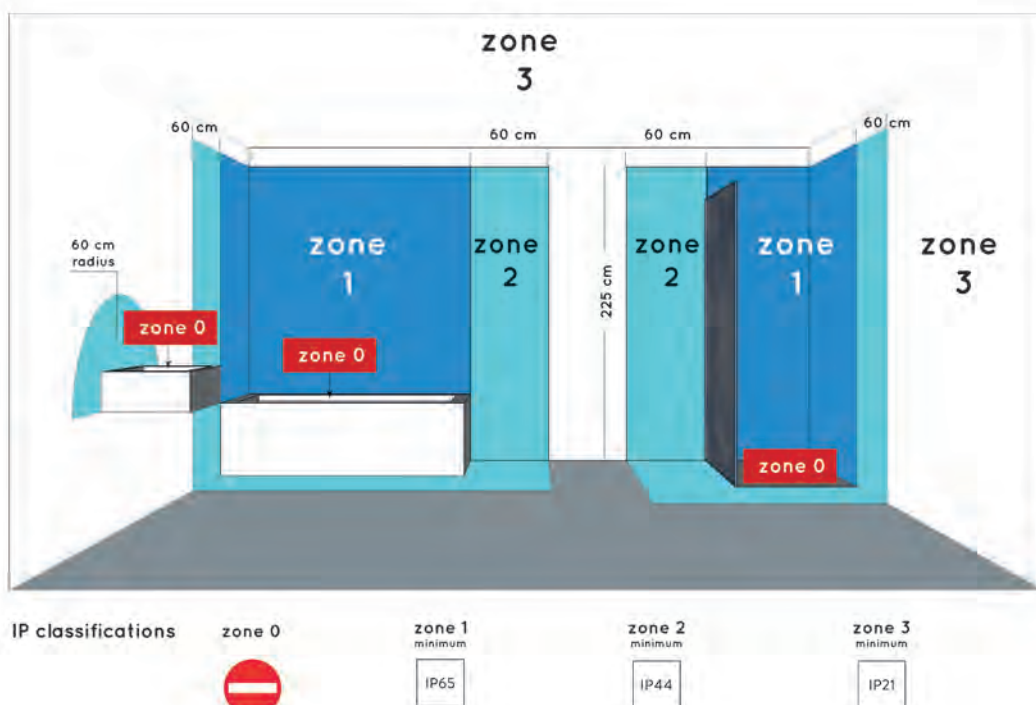 zone
3
60 cm
60 cm
60 cm
60 cm
zone
1
zone
2
zone
2
zone
1
zone
3
60 cm
radius
225 cm
zone 0
zone 0
zone 0
IP classifications
zone 0
zone 1
minimum
IP65
zone 2
minimum
IP44
zone 3
minimum
IP21